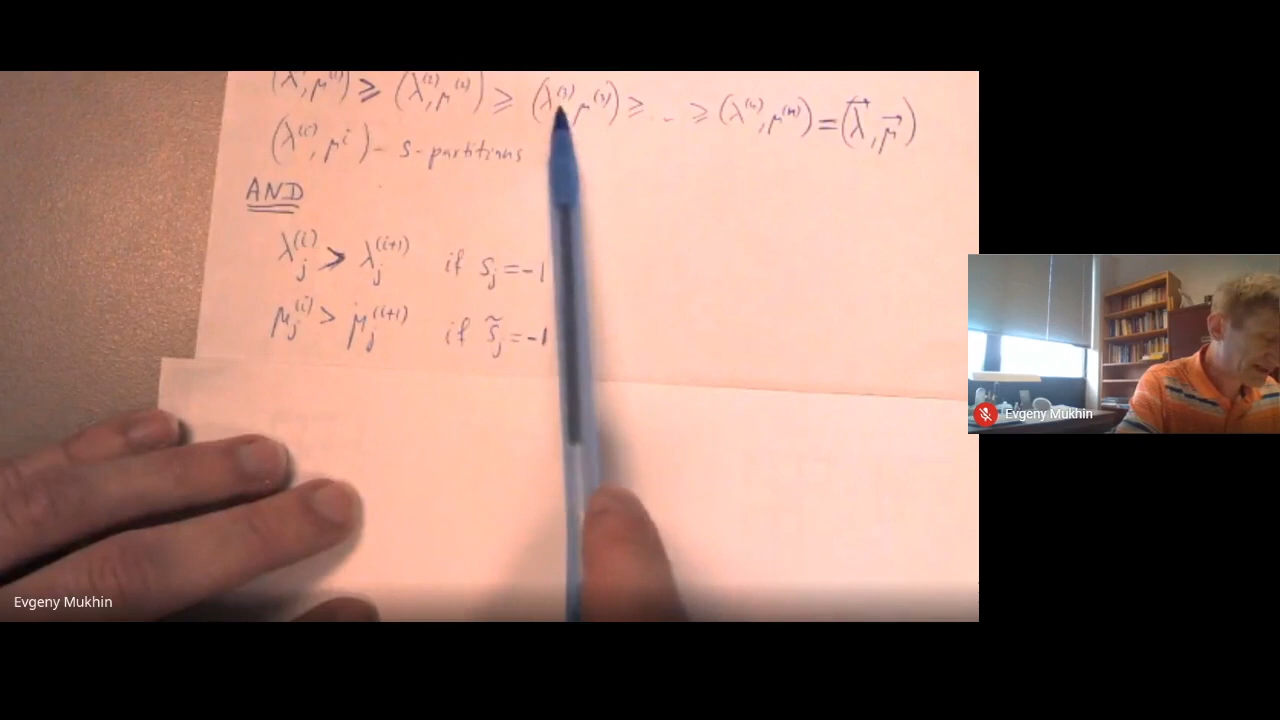 (λ⁽¹⁾, μ⁽¹⁾) ⩾ (λ⁽²⁾, μ⁽²⁾) ⩾ (λ⁽³⁾, μ⁽³⁾) ⩾ ... ⩾ (λ⁽ⁿ⁾, μ⁽ⁿ⁾) = (λ⃗, μ⃗)
(λ⁽ⁱ⁾, μⁱ) - s-partitions
AND
λ_j^{(i)} > λ_j^{(i+1)} if s_j = -1
μ_j^{(i)} > μ_j^{(i+1)} if s̃_j = -1
Evgeny Mukhin
Evgeny Mukhin